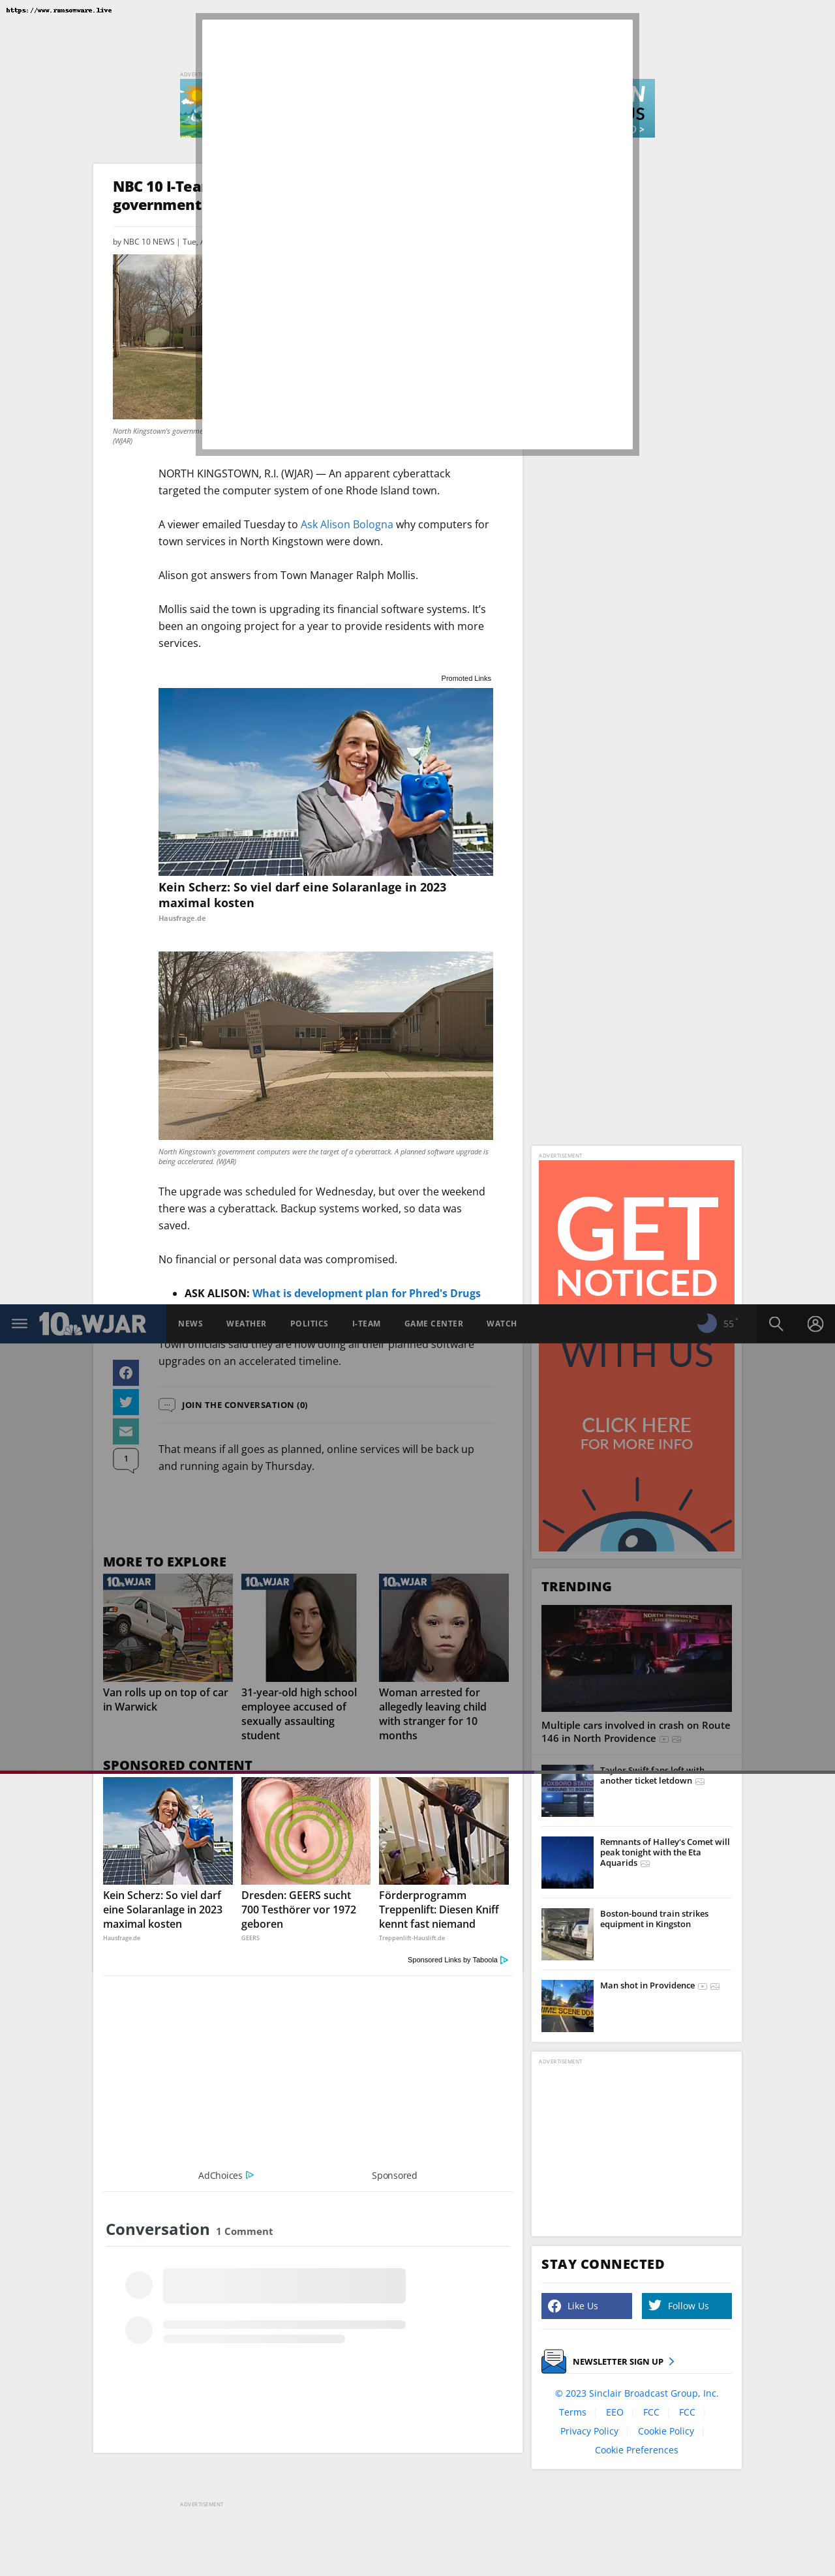 https://www.ransomware.live
NBC 10 I-Tea
government
by NBC 10 NEWS | Tue,
North Kingstown's governme
(WJAR)
NORTH KINGSTOWN, R.I. (WJAR) — An apparent cyberattack
targeted the computer system of one Rhode Island town.
A viewer emailed Tuesday to Ask Alison Bologna why computers for
town services in North Kingstown were down.
Alison got answers from Town Manager Ralph Mollis.
Mollis said the town is upgrading its financial software systems. It's
been an ongoing project for a year to provide residents with more
services.
Promoted Links
Kein Scherz: So viel darf eine Solaranlage in 2023
maximal kosten
Hausfrage.de
North Kingstown's government computers were the target of a cyberattack. A planned software upgrade is
being accelerated. (WJAR)
The upgrade was scheduled for Wednesday, but over the weekend
there was a cyberattack. Backup systems worked, so data was
saved.
No financial or personal data was compromised.
• ASK ALISON: What is development plan for Phred's Drugs
10 WJAR
NEWS
WEATHER
POLITICS
I-TEAM
GAME CENTER
WATCH
55°
Town officials said they are now doing all their planned software
upgrades on an accelerated timeline.
JOIN THE CONVERSATION (0)
1
That means if all goes as planned, online services will be back up
and running again by Thursday.
MORE TO EXPLORE
10 WJAR
Van rolls up on top of car
in Warwick
10 WJAR
31-year-old high school
employee accused of
sexually assaulting
student
10 WJAR
Woman arrested for
allegedly leaving child
with stranger for 10
months
SPONSORED CONTENT
Kein Scherz: So viel darf
eine Solaranlage in 2023
maximal kosten
Hausfrage.de
Dresden: GEERS sucht
700 Testhörer vor 1972
geboren
GEERS
Förderprogramm
Treppenlift: Diesen Kniff
kennt fast niemand
Treppenlift-Hauslift.de
Sponsored Links by Taboola
AdChoices
Sponsored
Conversation 1 Comment
ADVERTISEMENT
GET
NOTICED
WITH US
CLICK HERE
FOR MORE INFO
TRENDING
NORTH PROVIDENCE
Multiple cars involved in crash on Route
146 in North Providence
Taylor Swift fans left with
another ticket letdown
Remnants of Halley's Comet will
peak tonight with the Eta
Aquarids
Boston-bound train strikes
equipment in Kingston
Man shot in Providence
ADVERTISEMENT
STAY CONNECTED
Like Us
Follow Us
NEWSLETTER SIGN UP
© 2023 Sinclair Broadcast Group, Inc.
Terms
EEO
FCC
FCC
Privacy Policy
Cookie Policy
Cookie Preferences
ADVERTISEMENT